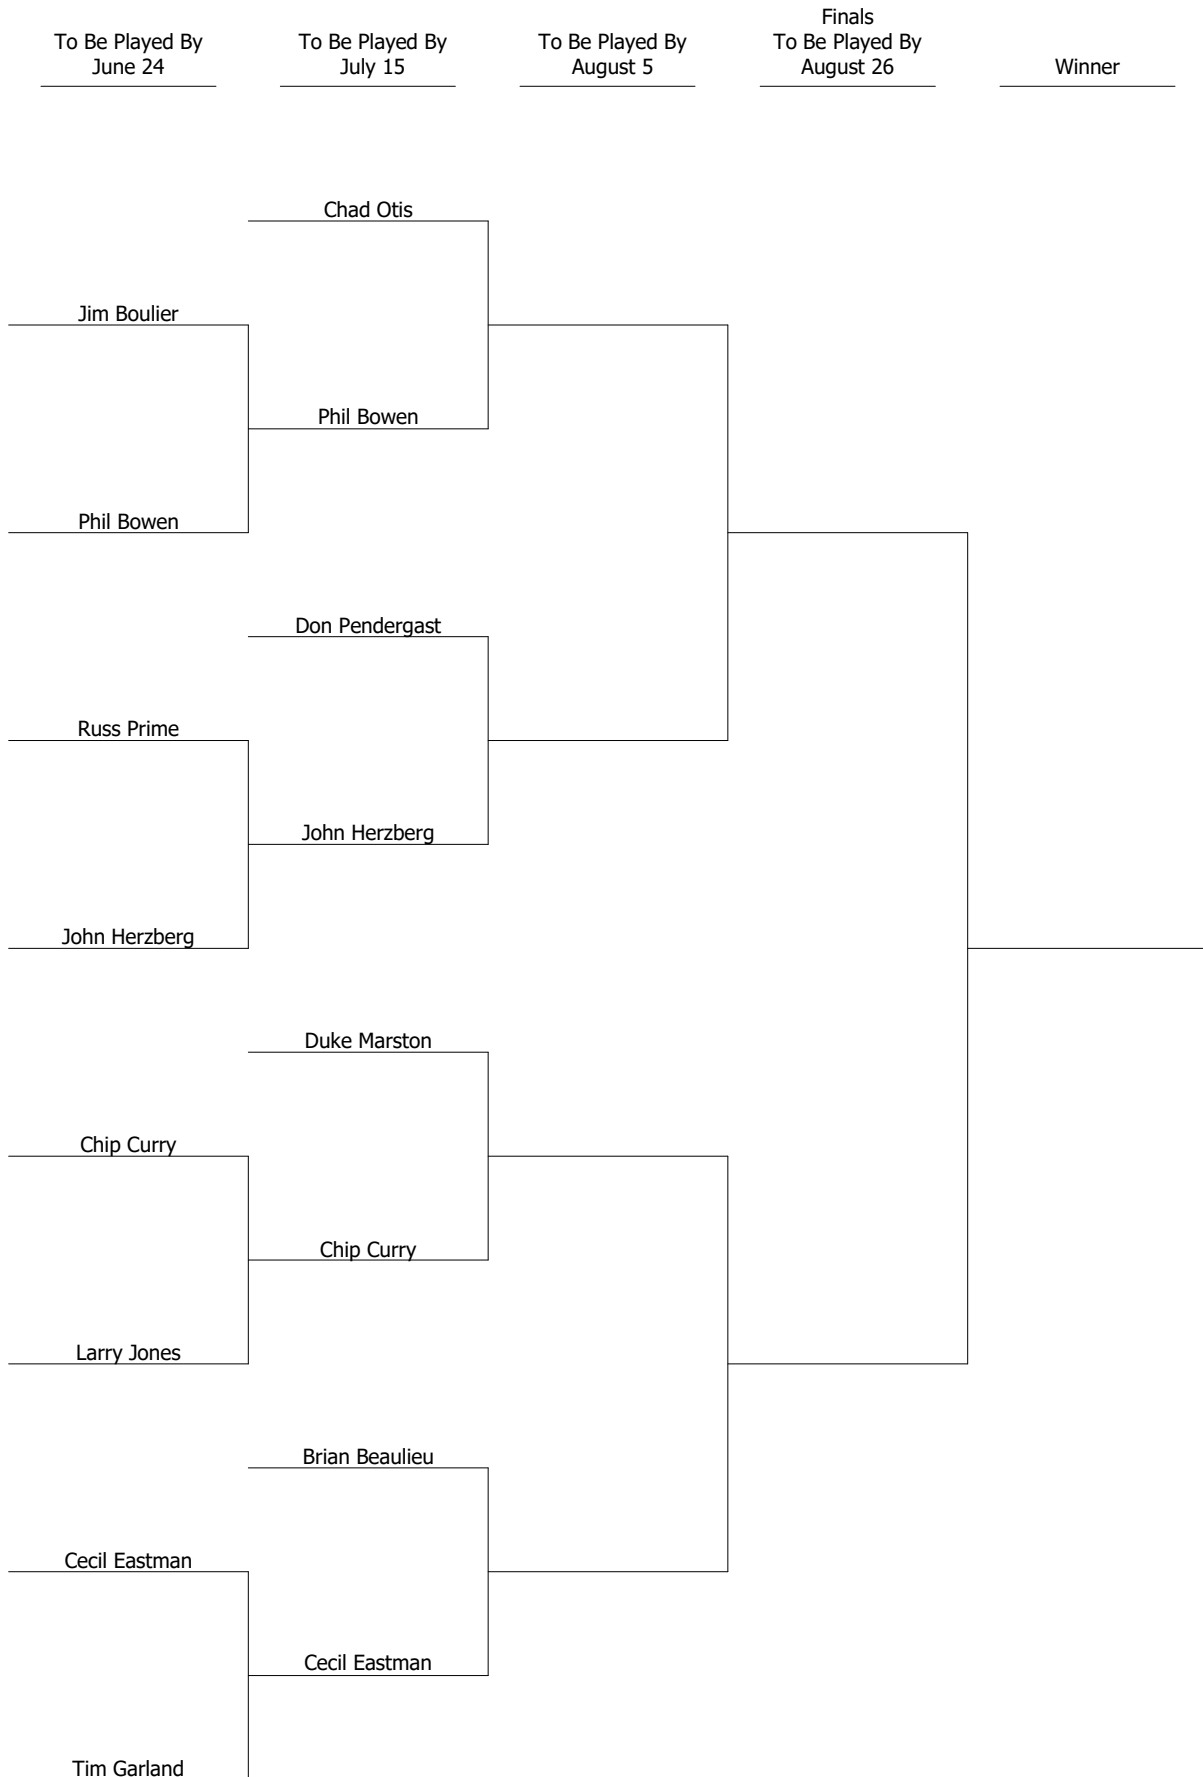 To Be Played By
June 24
To Be Played By
July 15
To Be Played By
August 5
Finals
To Be Played By
August 26
Winner
Chad Otis
Jim Boulier
Phil Bowen
Phil Bowen
Don Pendergast
Russ Prime
John Herzberg
John Herzberg
Duke Marston
Chip Curry
Chip Curry
Larry Jones
Brian Beaulieu
Cecil Eastman
Cecil Eastman
Tim Garland